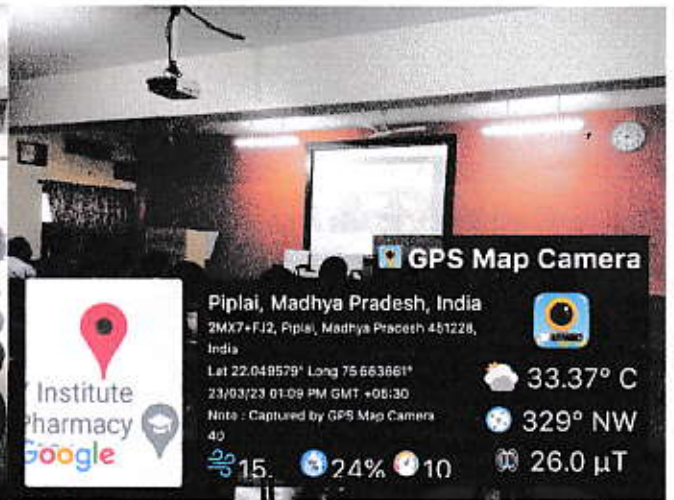 GPS Map Camera
Piplai, Madhya Pradesh, India
2MX7+FJ2, Piplai, Madhya Pradesh 451228,
India
Lat 22.049579° Long 75.663661°
23/03/23 01:09 PM GMT +05:30
Note : Captured by GPS Map Camera
40
15.
24%
10
33.37° C
329° NW
26.0 µT
Institute
Pharmacy
Google